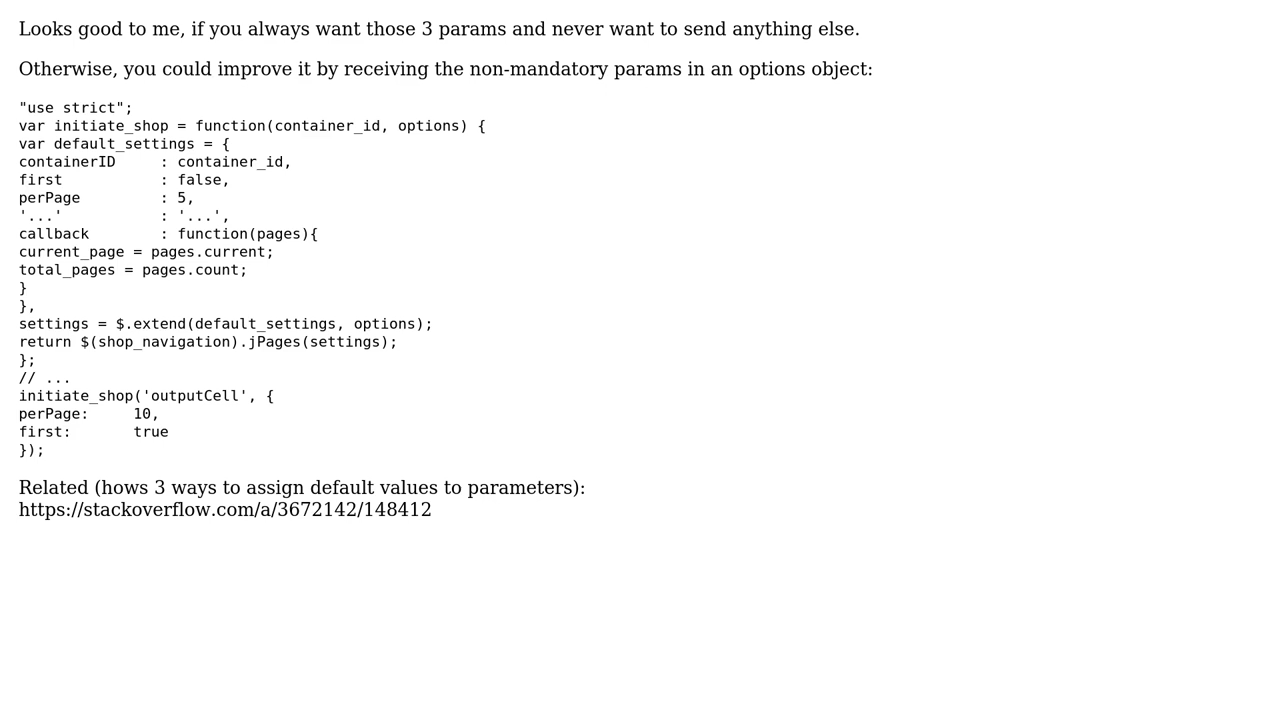 Looks good to me, if you always want those 3 params and never want to send anything else.
Otherwise, you could improve it by receiving the non-mandatory params in an options object:
"use strict";
var initiate_shop = function(container_id, options) {
var default_settings = {
containerID     : container_id,
first           : false,
perPage         : 5,
'...'           : '...',
callback        : function(pages){
current_page = pages.current;
total_pages = pages.count;
}
},
settings = $.extend(default_settings, options);
return $(shop_navigation).jPages(settings);
};
// ...
initiate_shop('outputCell', {
perPage:     10,
first:       true
});
Related (hows 3 ways to assign default values to parameters):
https://stackoverflow.com/a/3672142/148412